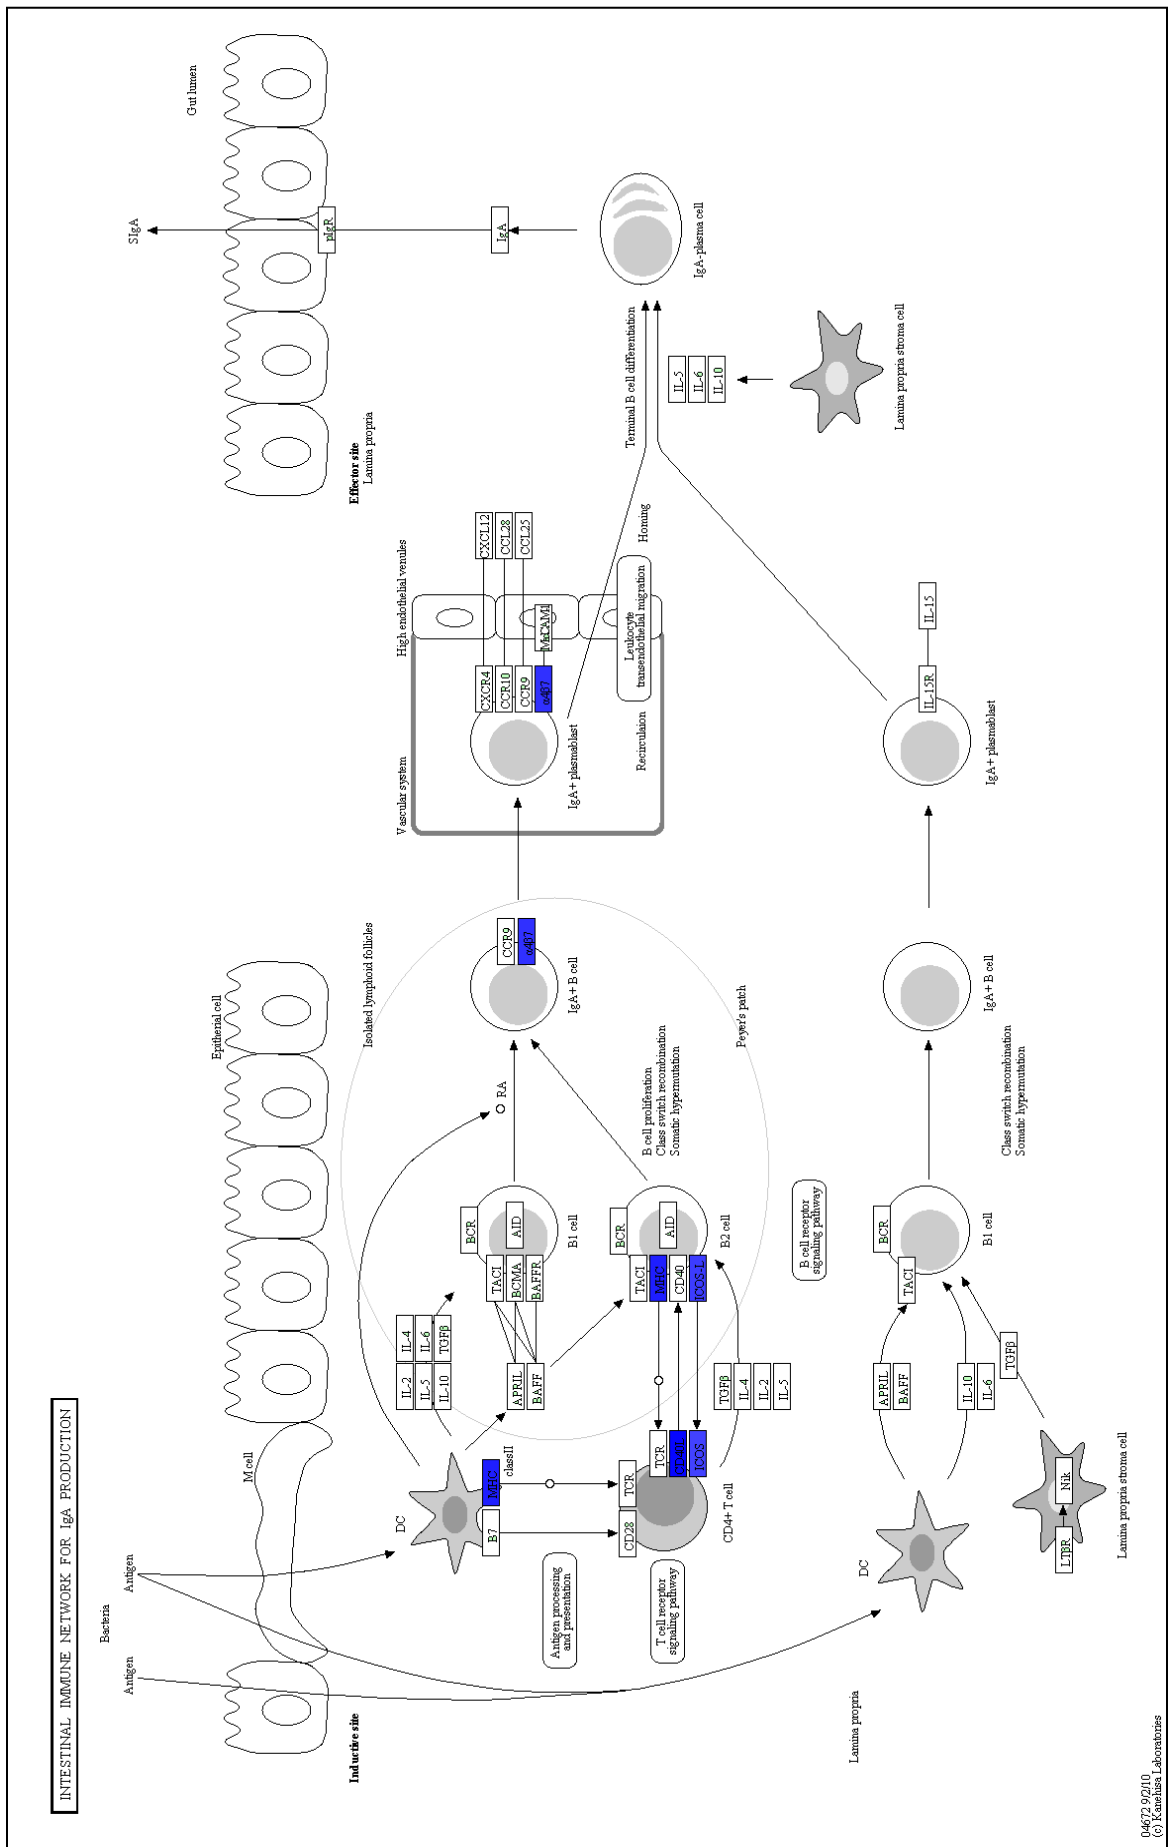 INTESTINAL IMMUNE NETWORK FOR IgA PRODUCTION
Bacteria
Antigen
Antigen
Inductive site
M cell
Epitherial cell
Effector site
Lamina propria
Gut lumen
SIgA
pIgR
IgA
IgA-plasma cell
DC
B7
MHC
classII
CD28
TCR
Antigen processing
and presentation
T cell receptor
signaling pathway
CD4+ T cell
TCR
CD40L
ICOS
IL-2
IL-4
IL-5
IL-6
IL-10
TGFβ
APRIL
BAFF
TACI
BCMA
BAFFR
BCR
AID
B1 cell
RA
Isolated lymphoid follicles
TACI
MHC
CD40
ICOS-L
BCR
AID
B2 cell
TGFβ
IL-4
IL-2
IL-5
B cell proliferation
Class switch recombination
Somatic hypermutation
Peyer's patch
B cell receptor
signaling pathway
CCR9
α4β7
IgA+ B cell
Vascular system
High endothelial venules
CXCR4
CCR10
CCR9
α4β7
CXCL12
CCL28
CCL25
IgA+ plasmablast
Recirculaion
Leukocyte
transendothelial migration
Homing
Terminal B cell differentiation
IL-5
IL-6
IL-10
Lamina propria stroma cell
Lamina propria
DC
APRIL
BAFF
IL-10
IL-6
TGFβ
LTβR
Nik
Lamina propria stroma cell
TACI
BCR
B1 cell
Class switch recombination
Somatic hypermutation
IgA+ B cell
IL-15R
IL-15
IgA+ plasmablast
04672 9/2/10
(c) Kanehisa Laboratories